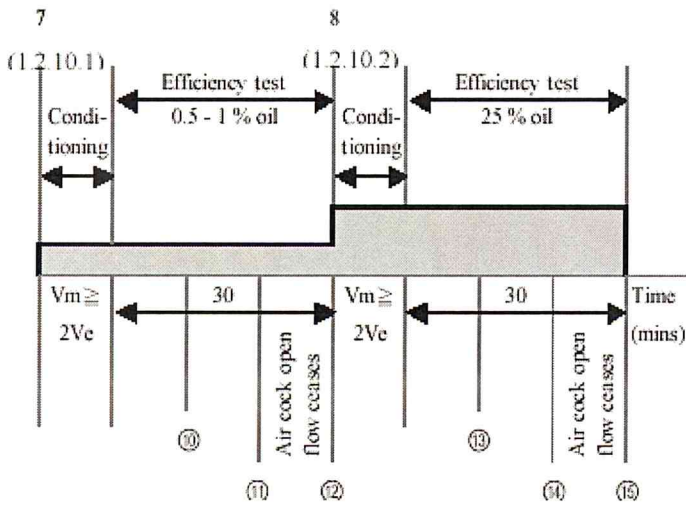 7 8
(1.2.10.1) (1.2.10.2)
Efficiency test Efficiency test
0.5 - 1 % oil 25 % oil
Condi- Condi-
tioning tioning
Vm ≧ 30 Vm ≧ 30 Time
2Ve 2Ve (mins)
Air cock open
flow ceases
Air cock open
flow ceases
⑩ ⑬
⑪ ⑫ ⑭ ⑮